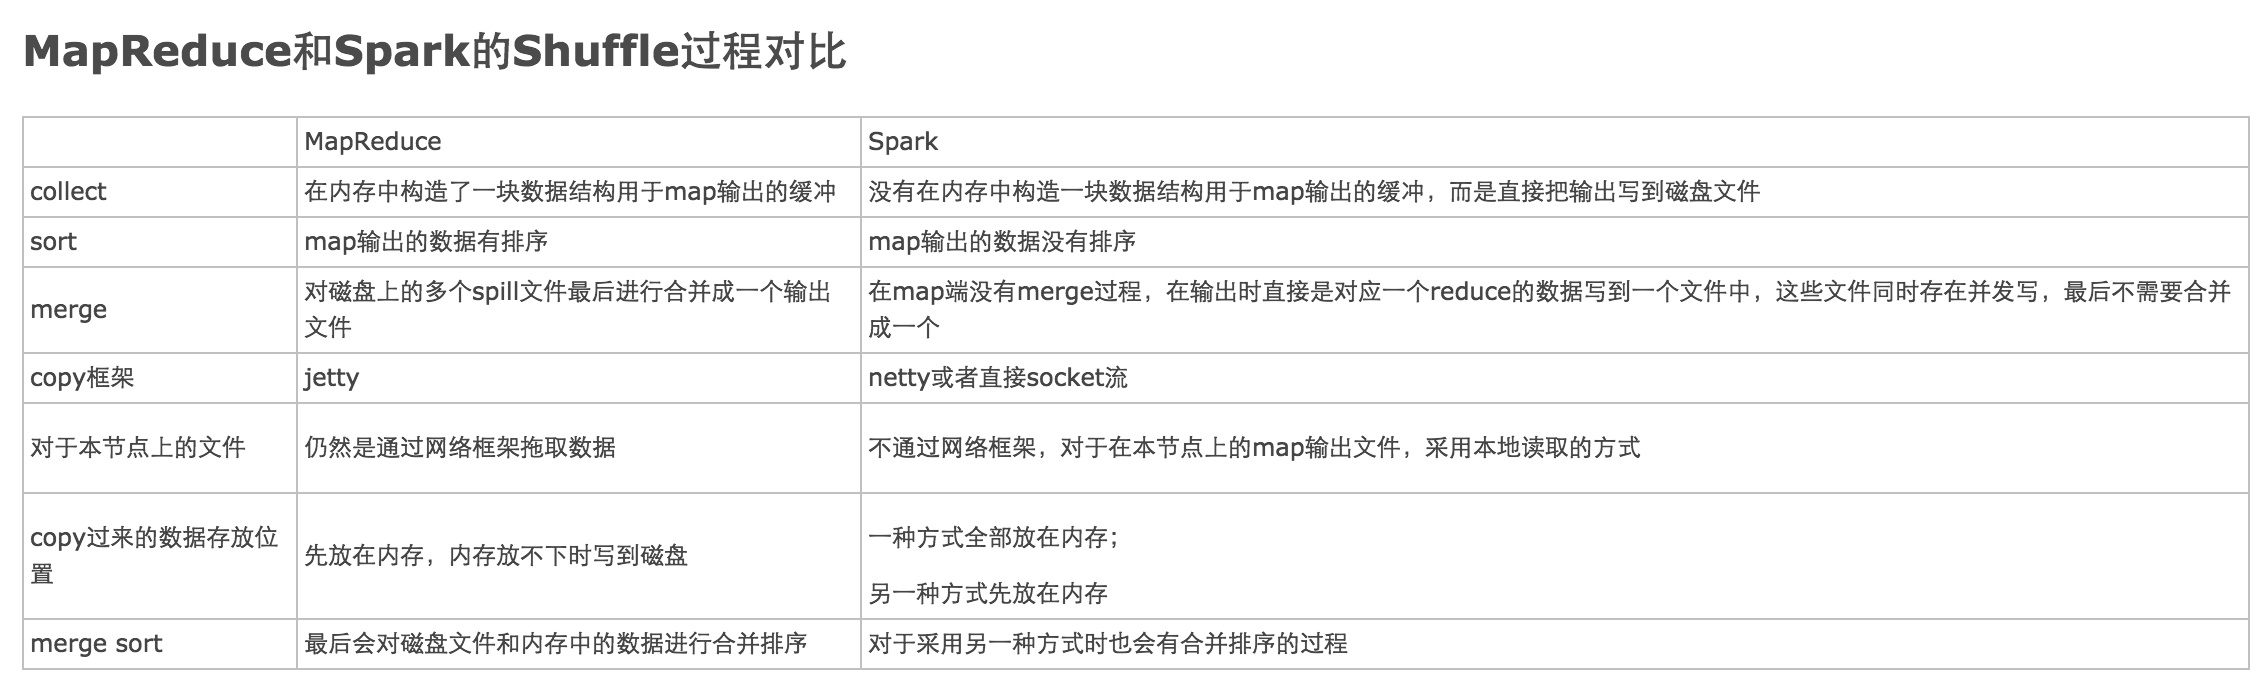 MapReduce和Spark的Shuffle过程对比
MapReduce
Spark
collect
在内存中构造了一块数据结构用于map输出的缓冲
没有在内存中构造一块数据结构用于map输出的缓冲，而是直接把输出写到磁盘文件
sort
map输出的数据有排序
map输出的数据没有排序
merge
对磁盘上的多个spill文件最后进行合并成一个输出
文件
在map端没有merge过程，在输出时直接是对应一个reduce的数据写到一个文件中，这些文件同时存在并发写，最后不需要合并
成一个
copy框架
jetty
netty或者直接socket流
对于本节点上的文件
仍然是通过网络框架拖取数据
不通过网络框架，对于在本节点上的map输出文件，采用本地读取的方式
copy过来的数据存放位
置
先放在内存，内存放不下时写到磁盘
一种方式全部放在内存；
另一种方式先放在内存
merge sort
最后会对磁盘文件和内存中的数据进行合并排序
对于采用另一种方式时也会有合并排序的过程